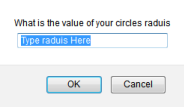 What is the value of your circles raduis
Type raduis Here
OK Cancel